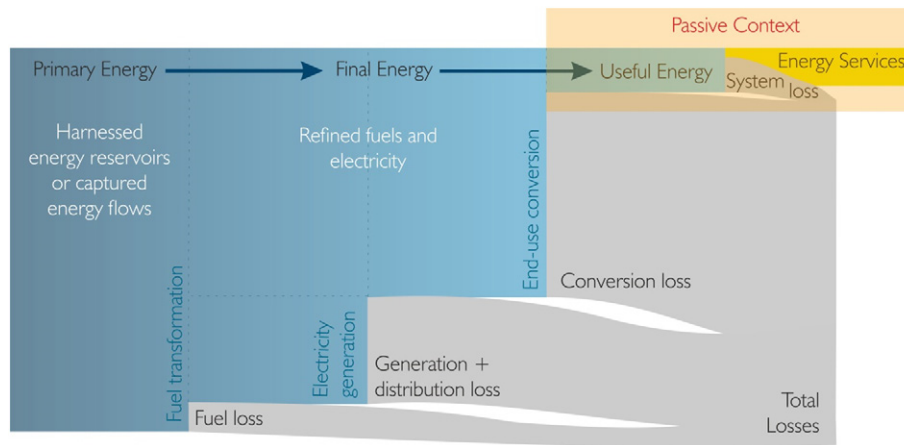 Passive Context
Primary Energy
Final Energy
Useful Energy
Energy Services
System
loss
Harnessed
energy reservoirs
or captured
energy flows
Refined fuels and
electricity
End-use conversion
Conversion loss
Fuel transformation
Electricity
generation
Generation +
distribution loss
Fuel loss
Total
Losses